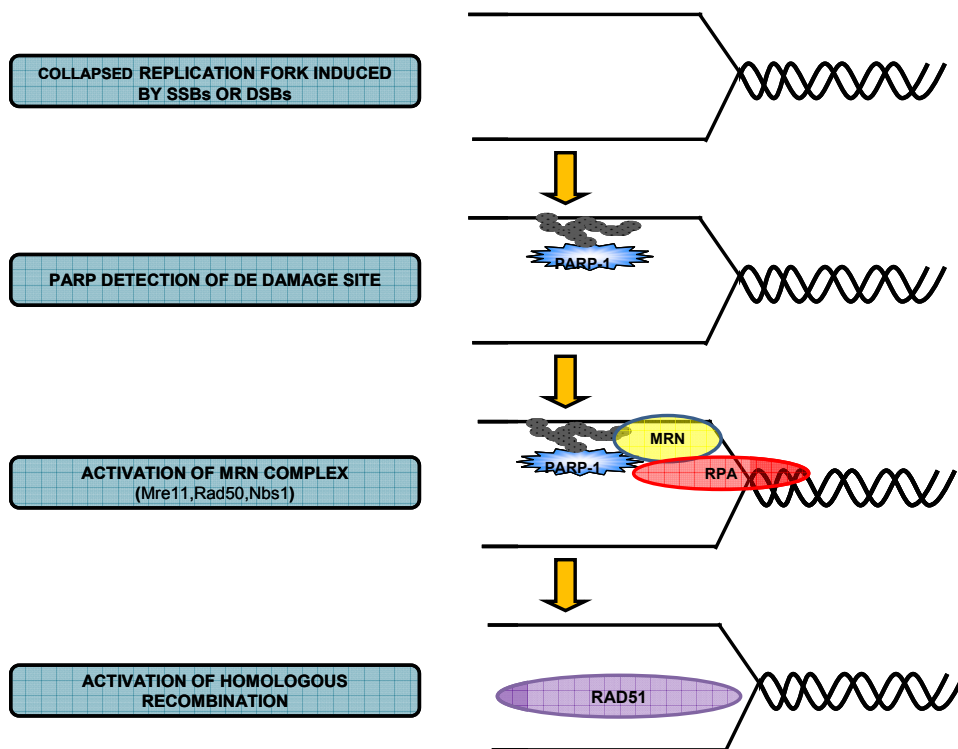 COLLAPSED REPLICATION FORK INDUCED
BY SSBs OR DSBs
PARP DETECTION OF DE DAMAGE SITE
PARP-1
ACTIVATION OF MRN COMPLEX
(Mre11,Rad50,Nbs1)
MRN
PARP-1
RPA
ACTIVATION OF HOMOLOGOUS
RECOMBINATION
RAD51